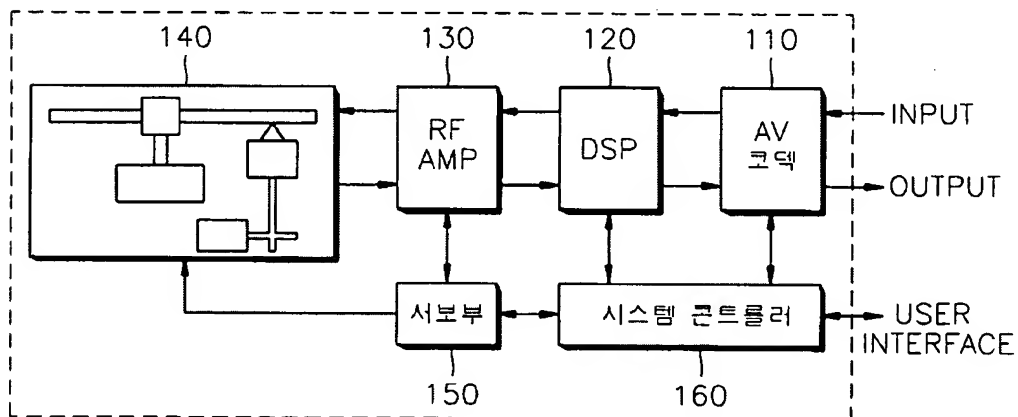 140
130
120
110
RF
AMP
DSP
AV
코덱
INPUT
OUTPUT
서보부
시스템 콘트롤러
USER
INTERFACE
150
160